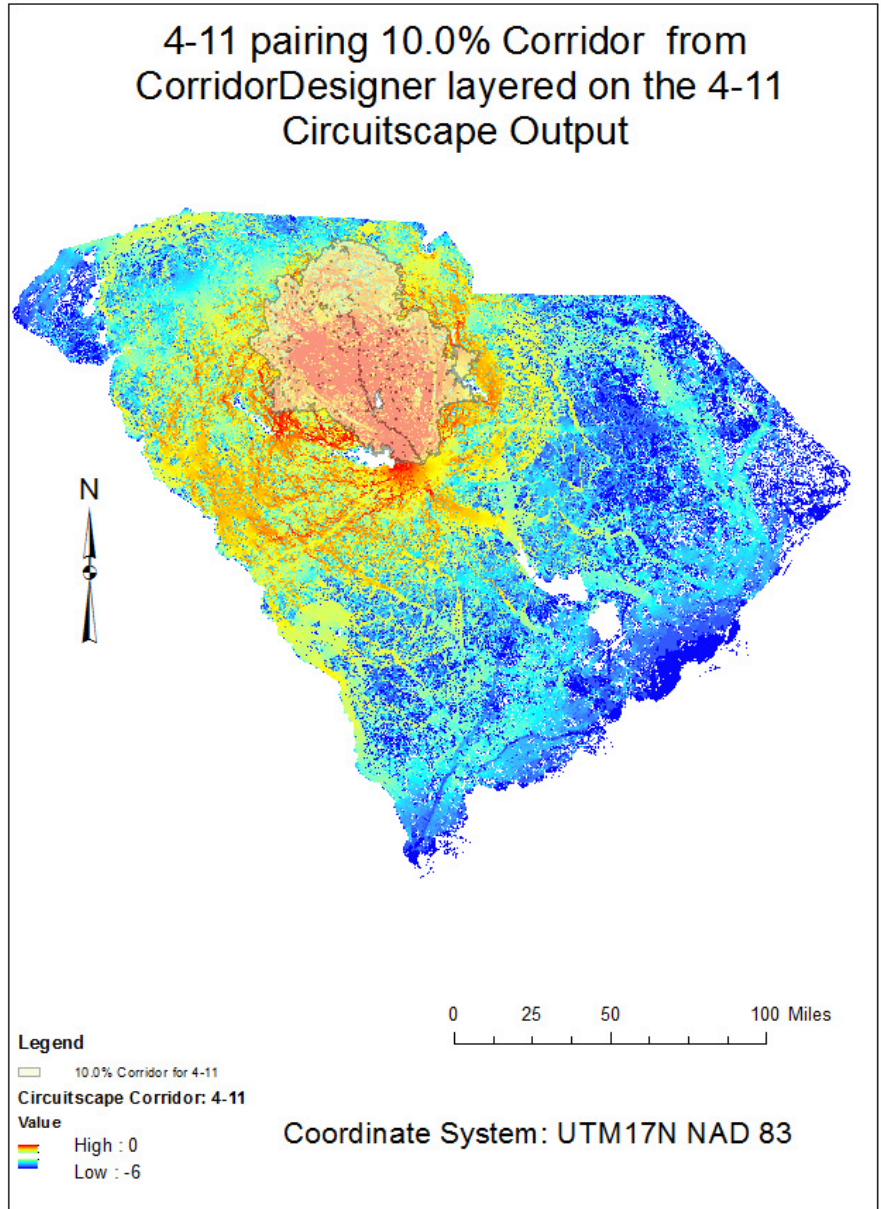 4-11 pairing 10.0% Corridor from
CorridorDesigner layered on the 4-11
Circuitscape Output
N
0 25 50 100 Miles
Legend
10.0% Corridor for 4-11
Circuitscape Corridor: 4-11
Value
High : 0
Low : -6
Coordinate System: UTM17N NAD 83